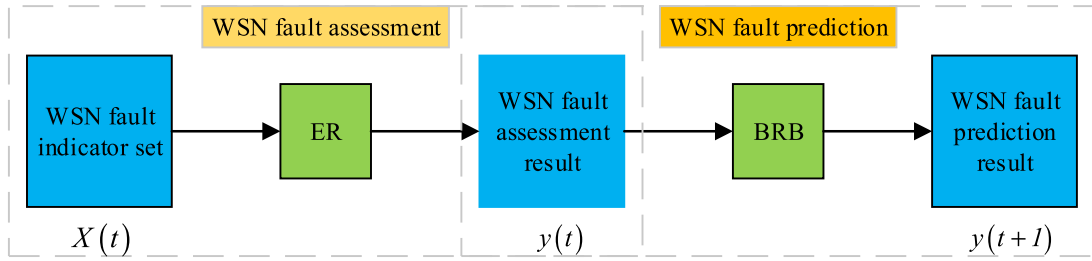 WSN fault assessment
WSN fault prediction
WSN fault
indicator set
ER
WSN fault
assessment
result
BRB
WSN fault
prediction
result
X(t)
y(t)
y(t+1)